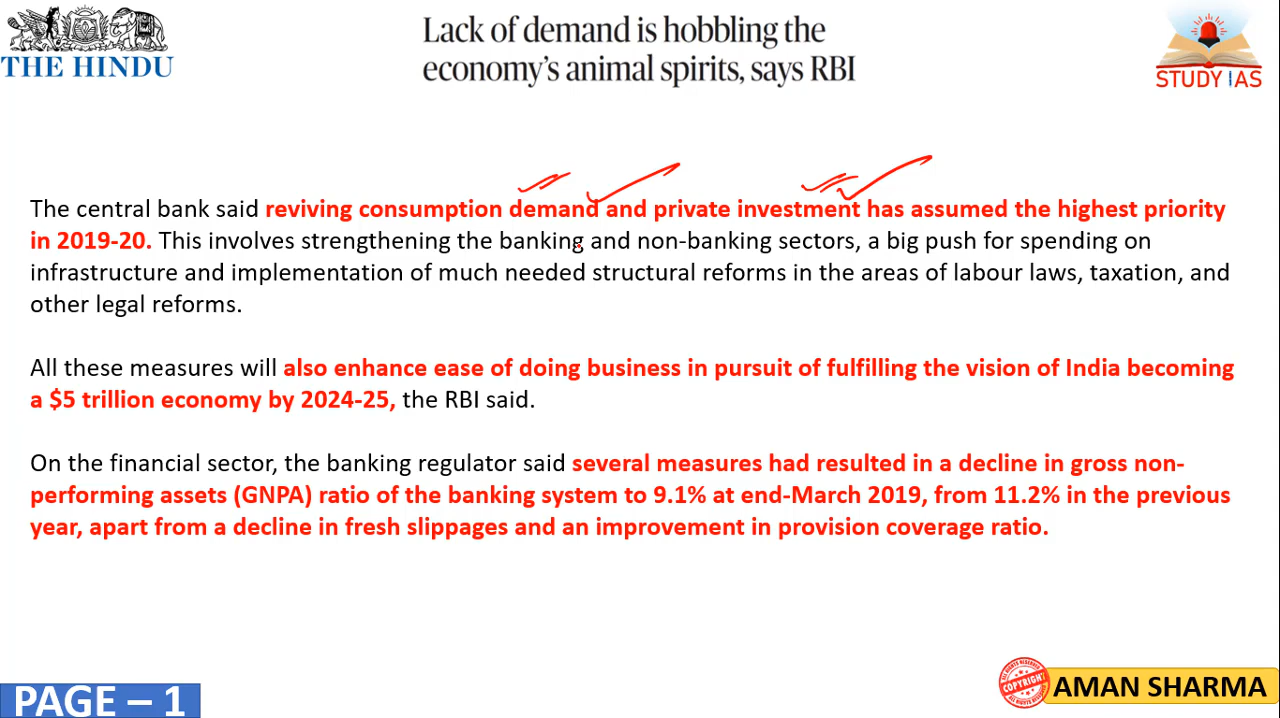 THE HINDU
Lack of demand is hobbling the
economy's animal spirits, says RBI
STUDY IAS
The central bank said reviving consumption demand and private investment has assumed the highest priority
in 2019-20. This involves strengthening the banking and non-banking sectors, a big push for spending on
infrastructure and implementation of much needed structural reforms in the areas of labour laws, taxation, and
other legal reforms.
All these measures will also enhance ease of doing business in pursuit of fulfilling the vision of India becoming
a $5 trillion economy by 2024-25, the RBI said.
On the financial sector, the banking regulator said several measures had resulted in a decline in gross non-
performing assets (GNPA) ratio of the banking system to 9.1% at end-March 2019, from 11.2% in the previous
year, apart from a decline in fresh slippages and an improvement in provision coverage ratio.
PAGE – 1
COPYRIGHT
AMAN SHARMA